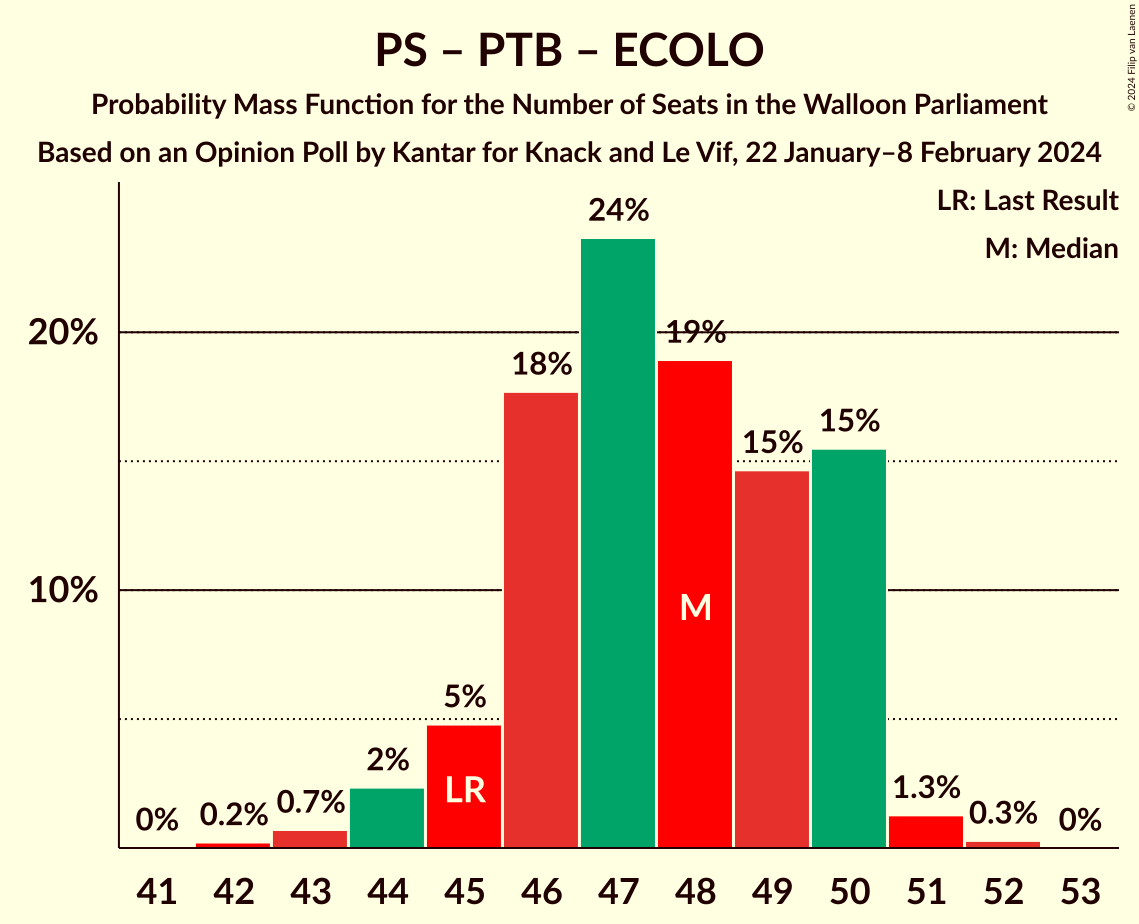 PS – PTB – ECOLO
Probability Mass Function for the Number of Seats in the Walloon Parliament
Based on an Opinion Poll by Kantar for Knack and Le Vif, 22 January–8 February 2024
© 2024 Filip van Laenen
LR: Last Result
M: Median
20%
10%
0%
0.2%
0.7%
2%
5%
18%
24%
19%
15%
15%
1.3%
0.3%
0%
LR
M
41 42 43 44 45 46 47 48 49 50 51 52 53